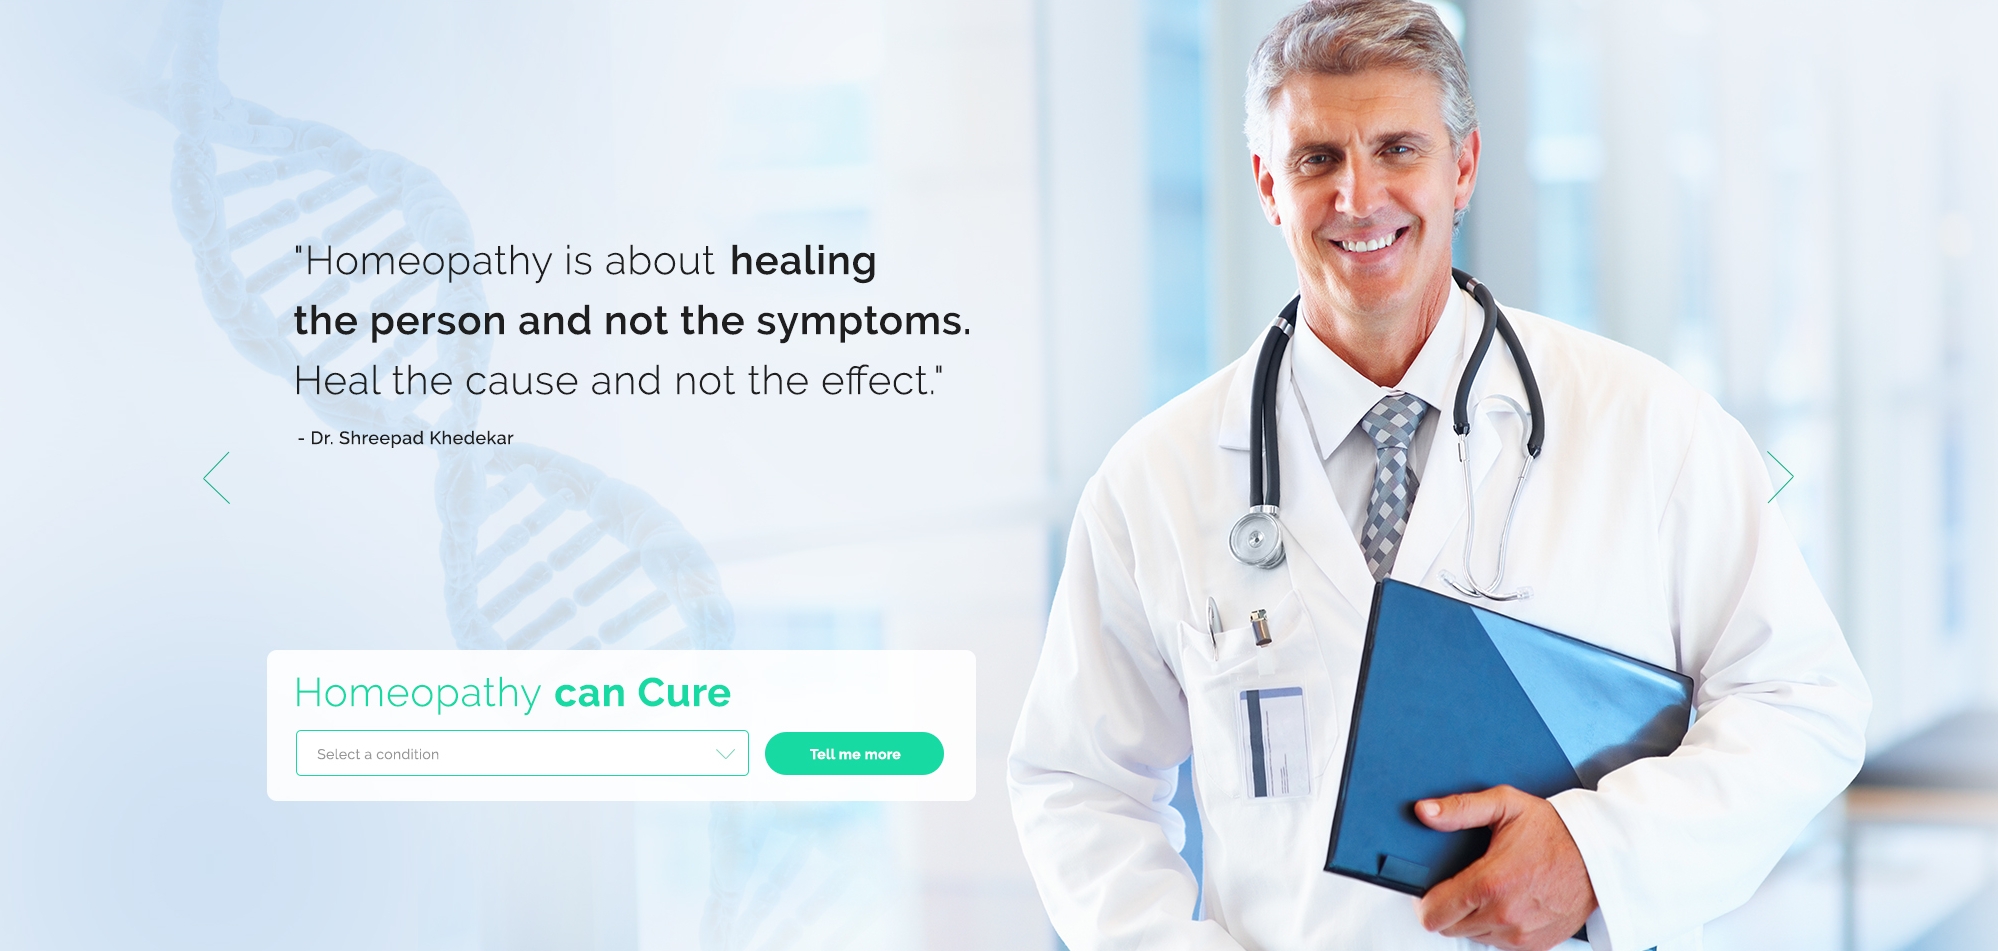 "Homeopathy is about healing
the person and not the symptoms.
Heal the cause and not the effect."
- Dr. Shreepad Khedekar
Homeopathy can Cure
Select a condition
Tell me more